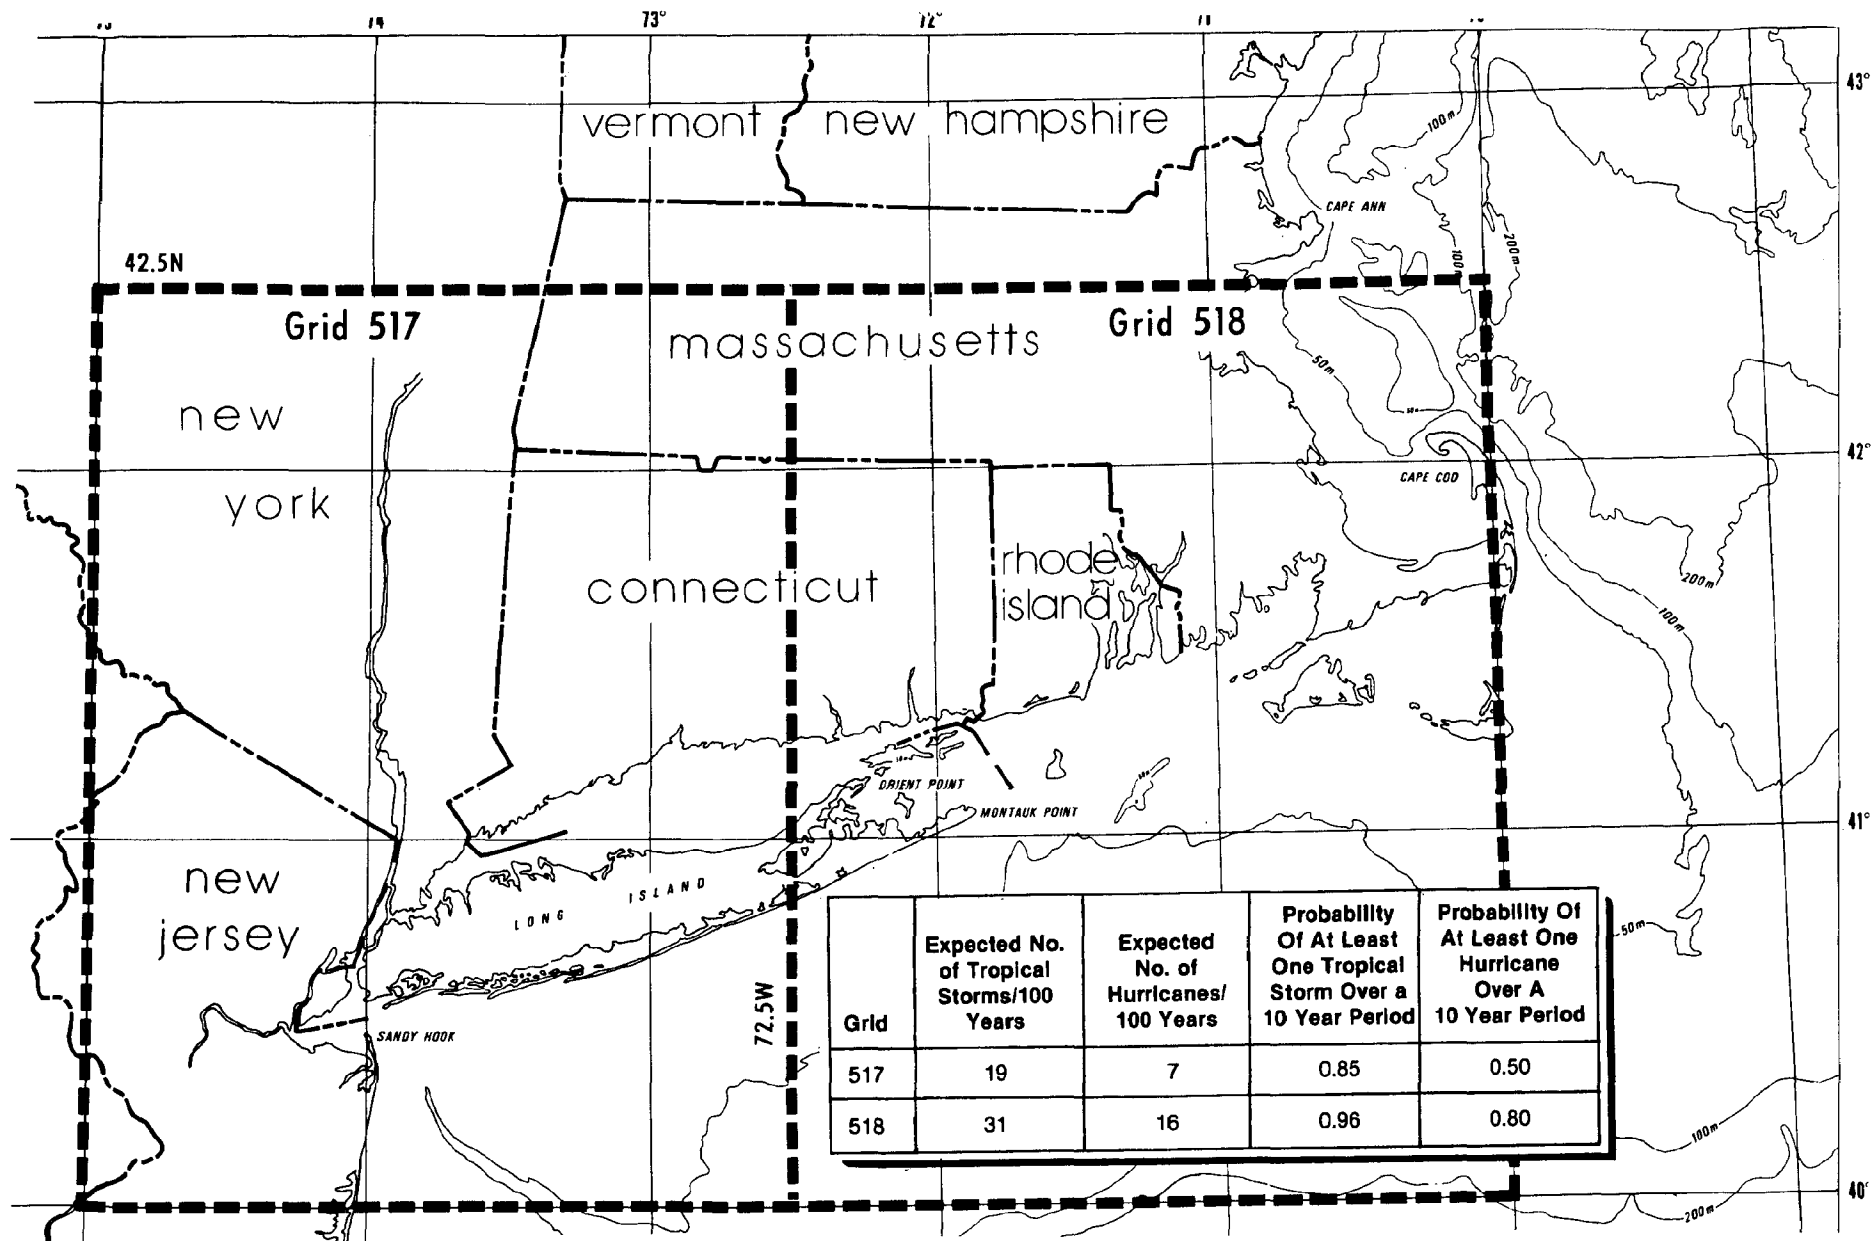 73°
72°
43°
vermont new hampshire
100m
CAPE ANN
200m
100m
42.5N
Grid 517
Grid 518
massachusetts
50m
new
york
42°
CAPE COD
connecticut
rhode
island
200m
100m
ORIENT POINT
MONTAUK POINT
41°
new
jersey
LONG ISLAND
SANDY HOOK
72.5W
50m
Grid
Expected No.
of Tropical
Storms/100
Years
Expected
No. of
Hurricanes/
100 Years
Probability
Of At Least
One Tropical
Storm Over a
10 Year Period
Probability Of
At Least One
Hurricane
Over A
10 Year Period
517 19 7 0.85 0.50
518 31 16 0.96 0.80
100m
40°
200m